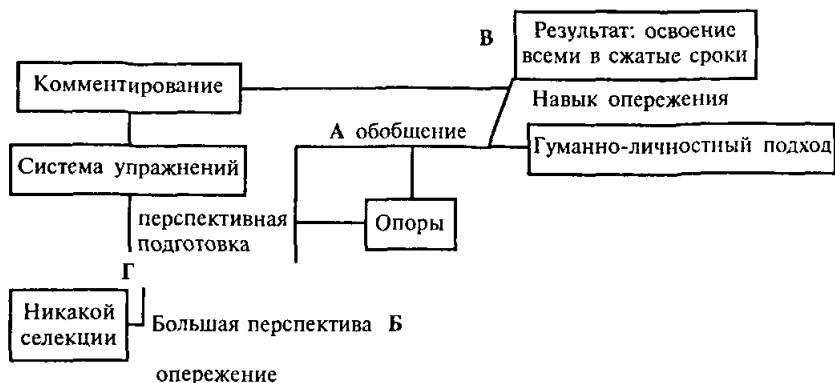 В
Результат: освоение
всеми в сжатые сроки
Комментирование
Навык опережения
А обобщение
Система упражнений
Гуманно-личностный подход
перспективная
подготовка
Опоры
Г
Никакой
селекции
Большая перспектива Б
опережение